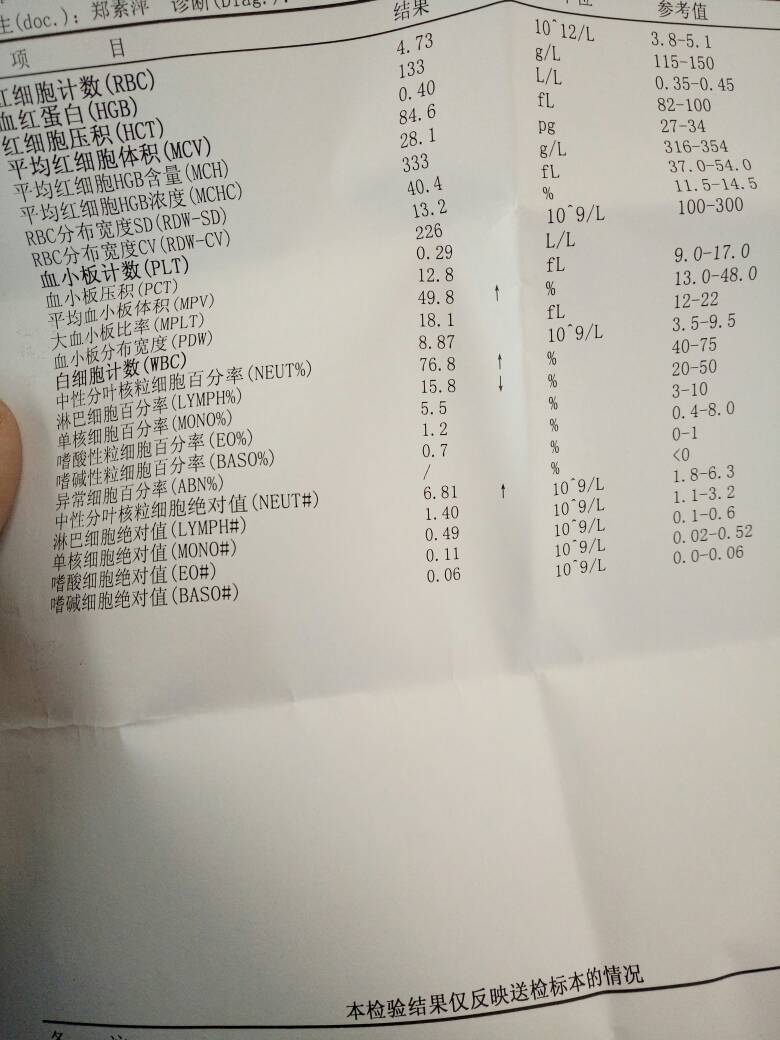 生(doc.): 郑素萍 诊断(Diag.):
项 目 结果 参考值
红细胞计数(RBC) 4.73 10^12/L 3.8-5.1
血红蛋白(HGB) 133 g/L 115-150
红细胞压积(HCT) 0.40 L/L 0.35-0.45
平均红细胞体积(MCV) 84.6 fL 82-100
平均红细胞HGB含量(MCH) 28.1 pg 27-34
平均红细胞HGB浓度(MCHC) 333 g/L 316-354
RBC分布宽度SD(RDW-SD) 40.4 fL 37.0-54.0
RBC分布宽度CV(RDW-CV) 13.2 % 11.5-14.5
血小板计数(PLT) 226 10^9/L 100-300
血小板压积(PCT) 0.29 L/L
平均血小板体积(MPV) 12.8 fL 9.0-17.0
大血小板比率(MPLT) 49.8 ↑ % 13.0-48.0
血小板分布宽度(PDW) 18.1 fL 12-22
白细胞计数(WBC) 8.87 10^9/L 3.5-9.5
中性分叶核粒细胞百分率(NEUT%) 76.8 ↑ % 40-75
淋巴细胞百分率(LYMPH%) 15.8 ↓ % 20-50
单核细胞百分率(MONO%) 5.5 % 3-10
嗜酸性粒细胞百分率(EO%) 1.2 % 0.4-8.0
嗜碱性粒细胞百分率(BASO%) 0.7 % 0-1
异常细胞百分率(ABN%) / % <0
中性分叶核粒细胞绝对值(NEUT#) 6.81 ↑ 10^9/L 1.8-6.3
淋巴细胞绝对值(LYMPH#) 1.40 10^9/L 1.1-3.2
单核细胞绝对值(MONO#) 0.49 10^9/L 0.1-0.6
嗜酸细胞绝对值(EO#) 0.11 10^9/L 0.02-0.52
嗜碱细胞绝对值(BASO#) 0.06 10^9/L 0.0-0.06
本检验结果仅反映送检标本的情况